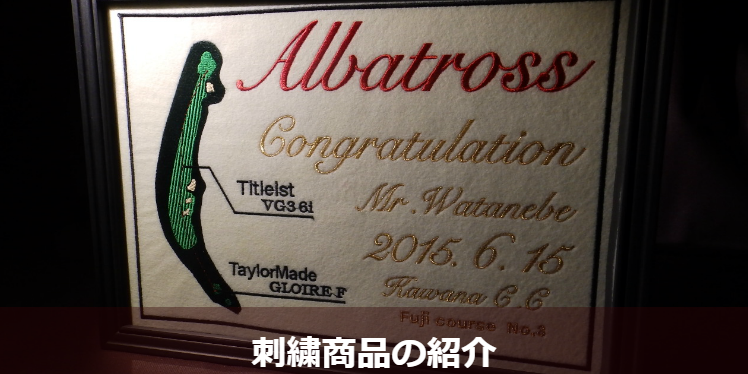 Albatross
Congratulation
Titleist
VG3 6i
Mr. Watanebe
2015. 6. 15
TaylorMade
GLOIRE F
Kawana C.C
Fuji course No.3
刺繍商品の紹介